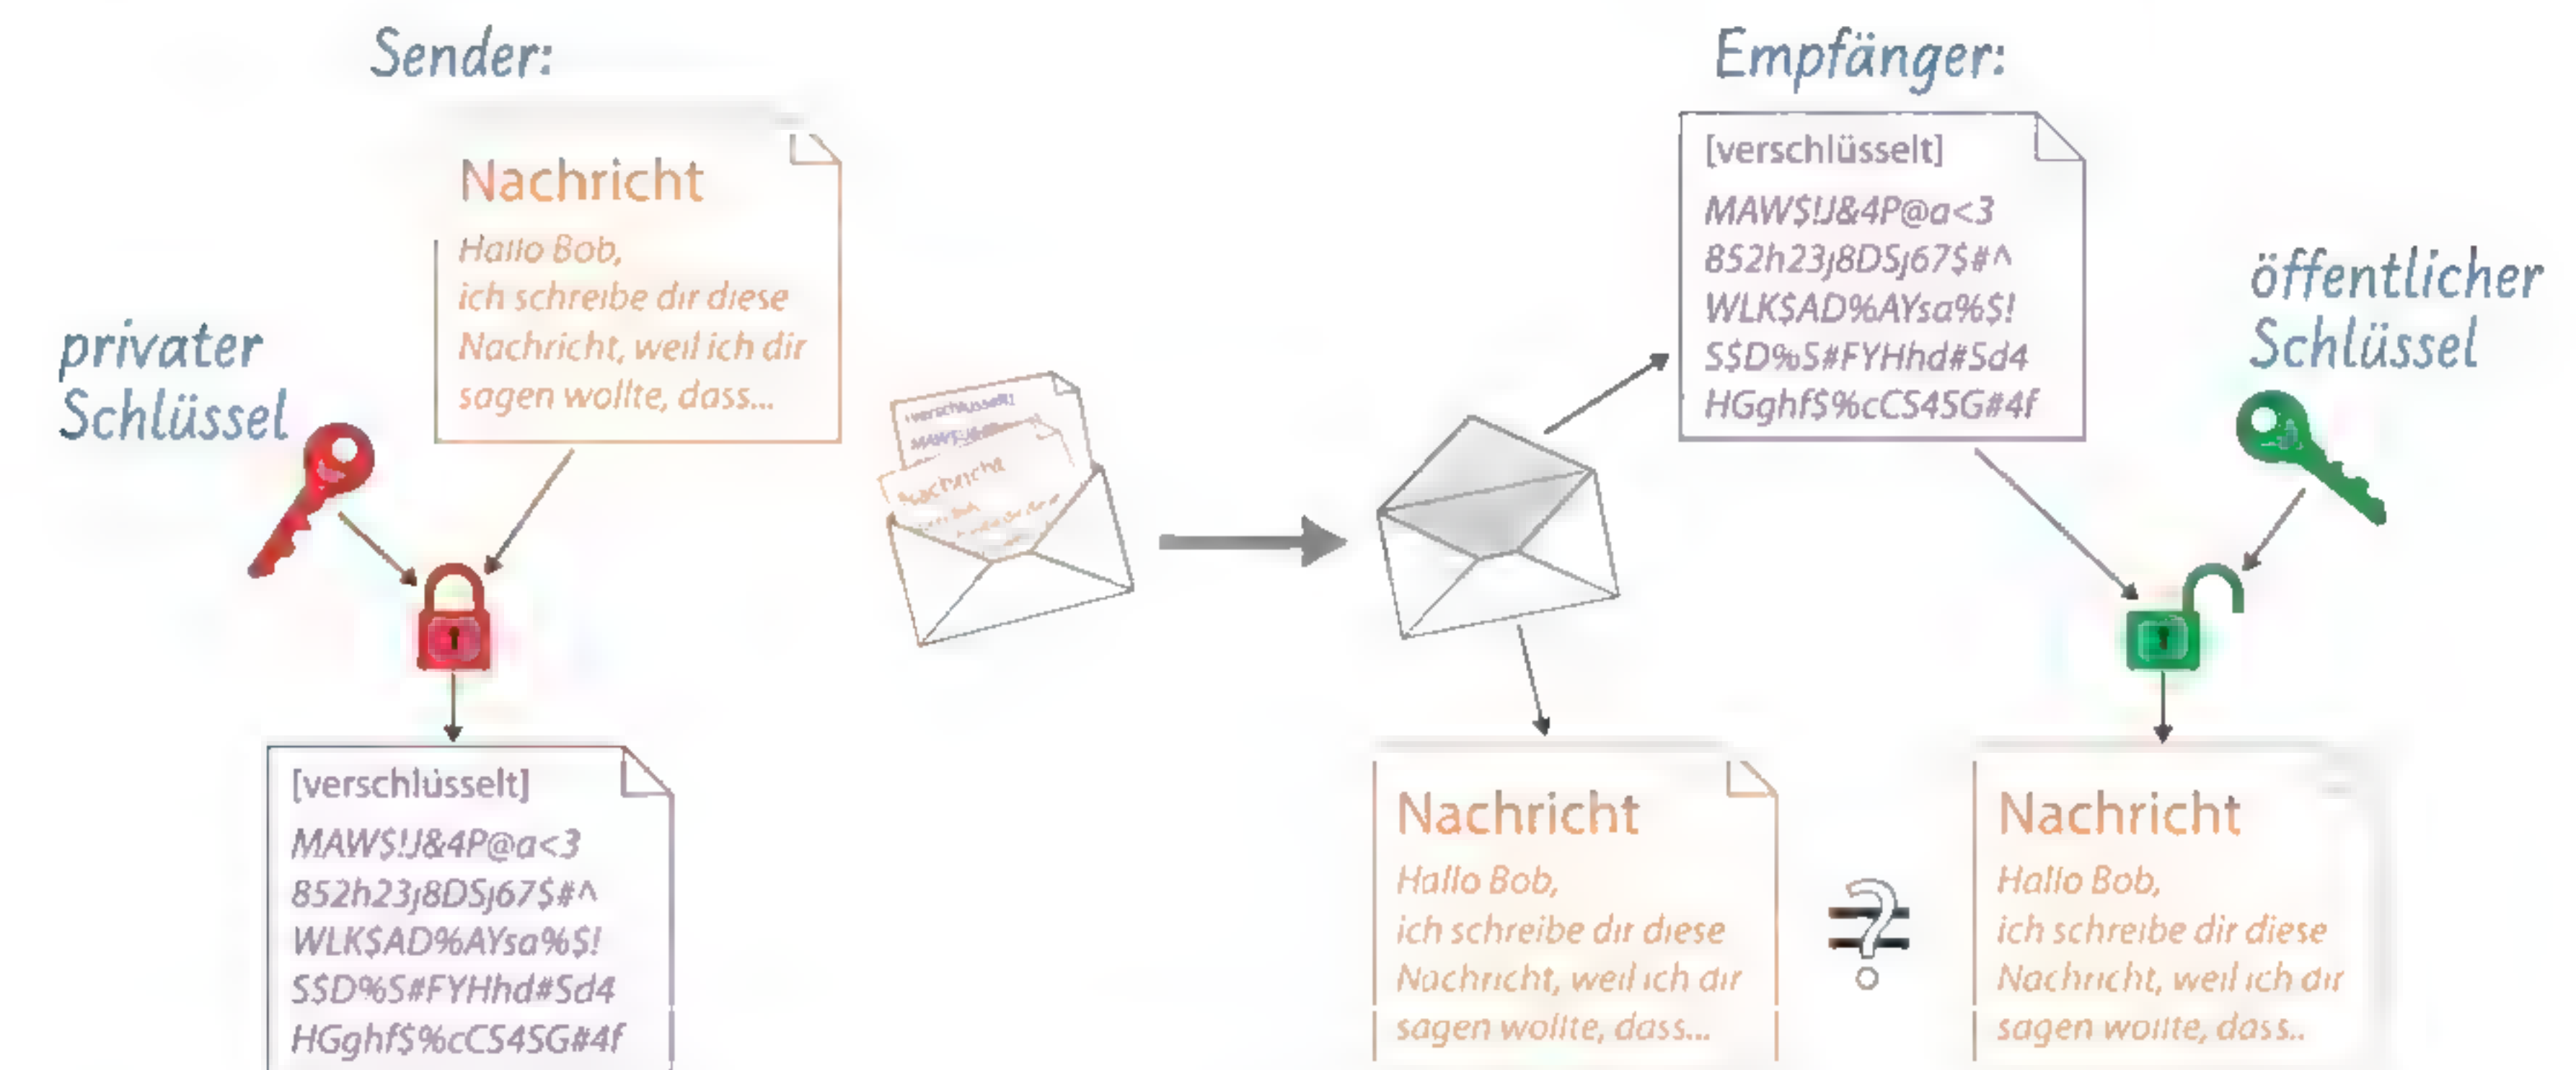 Sender:
Nachricht
Hallo Bob,
ich schreibe dir diese
Nachricht, weil ich dir
sagen wollte, dass...
privater
Schlüssel
[verschlüsselt]
MAW$!J&4P@a<3
852h23j8DSj67$#^
WLK$AD%AYsa%$!
S$D%S#FYHhd#Sd4
HGghf$%cCS4SG#4f
[verschlüsselt]
MAW$!J&
Nachricht
Empfänger:
[verschlüsselt]
MAW$!J&4P@a<3
852h23j8DSj67$#^
WLK$AD%AYsa%$!
S$D%S#FYHhd#Sd4
HGghf$%cCS4SG#4f
öffentlicher
Schlüssel
Nachricht
Hallo Bob,
ich schreibe dir diese
Nachricht, weil ich dir
sagen wollte, dass...
?
=
Nachricht
Hallo Bob,
ich schreibe dir diese
Nachricht, weil ich dir
sagen wollte, dass..